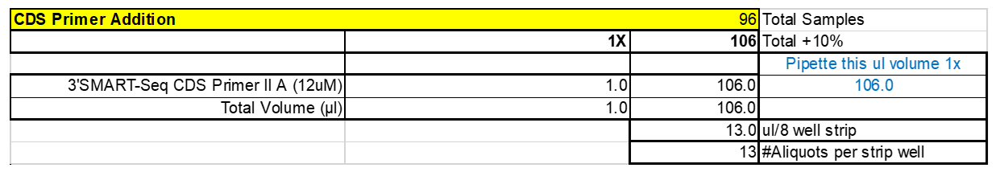 CDS Primer Addition 96 Total Samples
1X 106 Total +10%
Pipette this ul volume 1x
3'SMART-Seq CDS Primer II A (12uM) 1.0 106.0 106.0
Total Volume (µl) 1.0 106.0
13.0 ul/8 well strip
13 #Aliquots per strip well